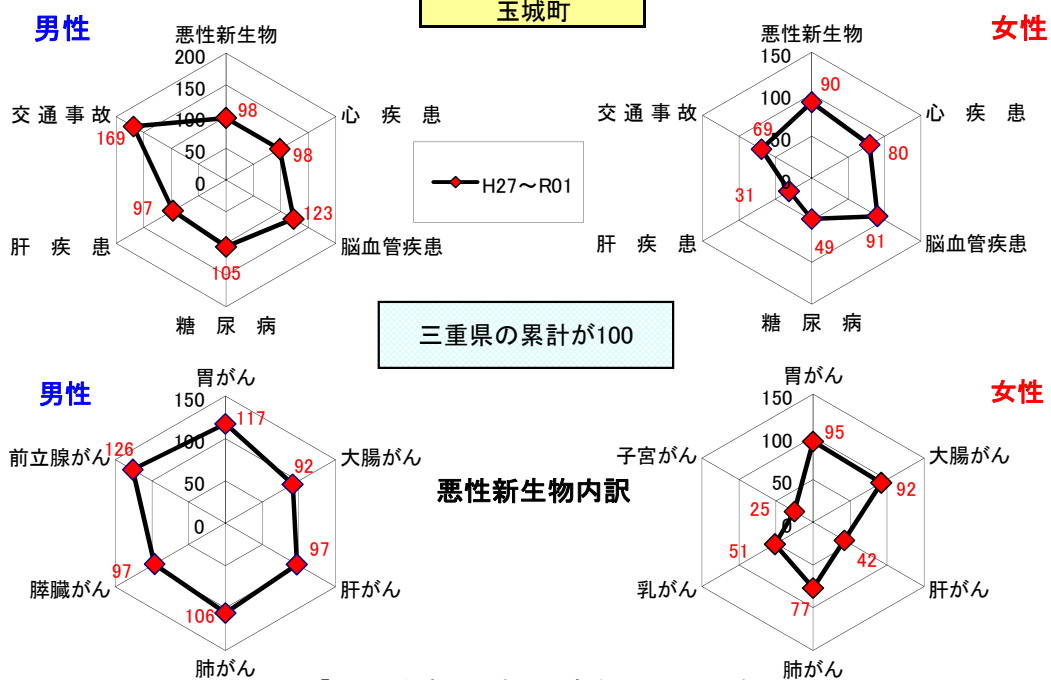 玉城町
男性
悪性新生物
200
150
100
50
0
98
心 疾 患
98
脳血管疾患
123
糖 尿 病
105
肝 疾 患
97
交 通 事 故
169
H27～R01
女性
悪性新生物
150
100
50
0
90
心 疾 患
80
脳血管疾患
91
糖 尿 病
49
肝 疾 患
31
交 通 事 故
69
三重県の累計が100
男性
胃がん
150
100
50
0
117
大腸がん
92
肝がん
97
肺がん
106
膵臓がん
97
前立腺がん
126
悪性新生物内訳
女性
胃がん
150
100
50
0
95
大腸がん
92
肝がん
42
肺がん
77
乳がん
51
子宮がん
25